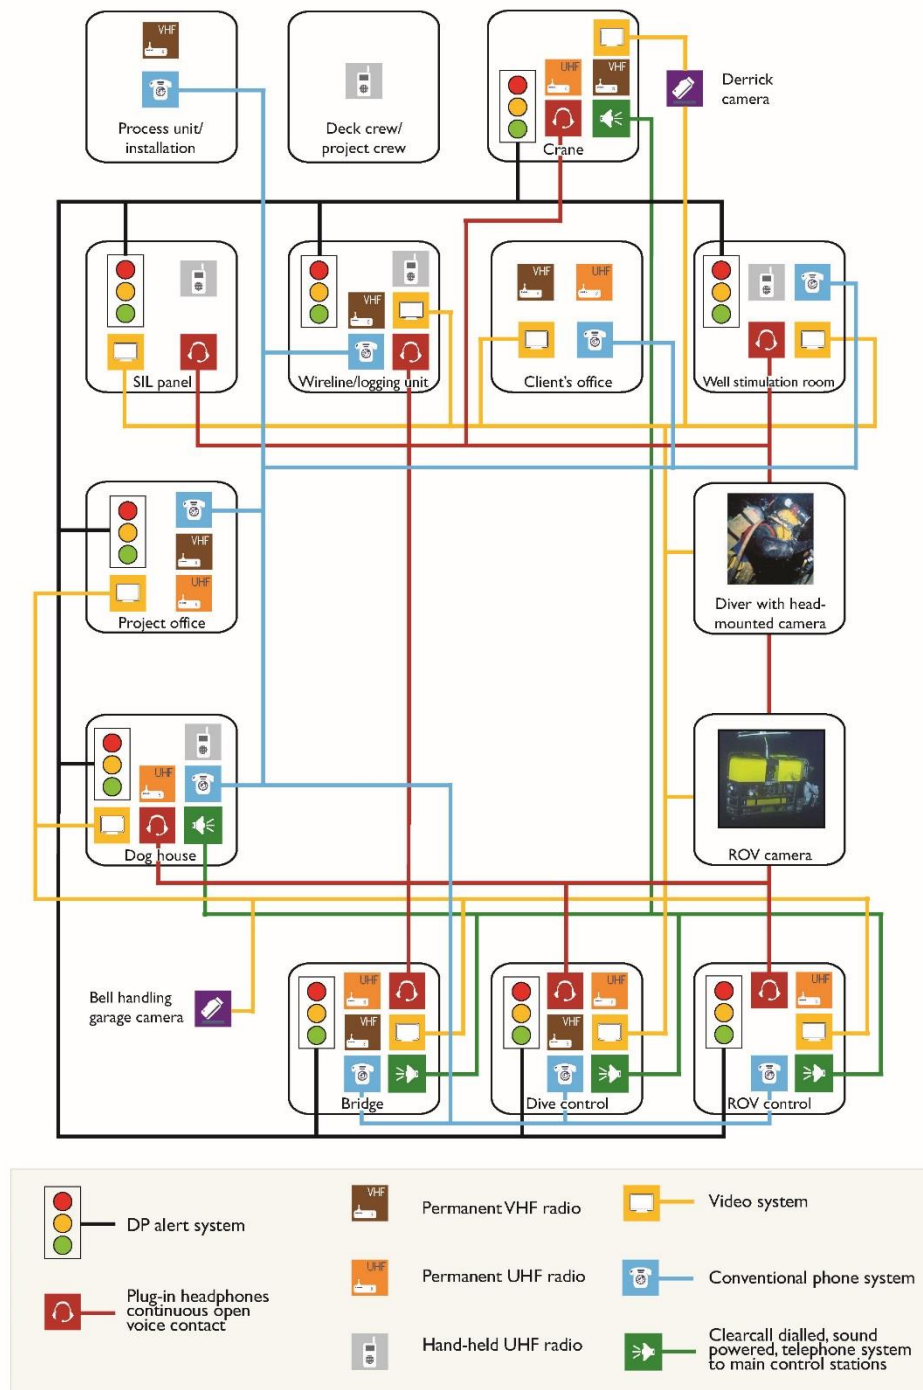 VHF
Process unit/
installation
Deck crew/
project crew
UHF
VHF
Crane
Derrick
camera
SIL panel
VHF
Wireline/logging unit
VHF
UHF
Client's office
Well stimulation room
VHF
UHF
Project office
Diver with head-
mounted camera
UHF
Dog house
ROV camera
Bell handling
garage camera
UHF
VHF
Bridge
UHF
VHF
Dive control
UHF
ROV control
DP alert system
Plug-in headphones
continuous open
voice contact
VHF
Permanent VHF radio
UHF
Permanent UHF radio
Hand-held UHF radio
Video system
Conventional phone system
Clearcall dialled, sound
powered, telephone system
to main control stations